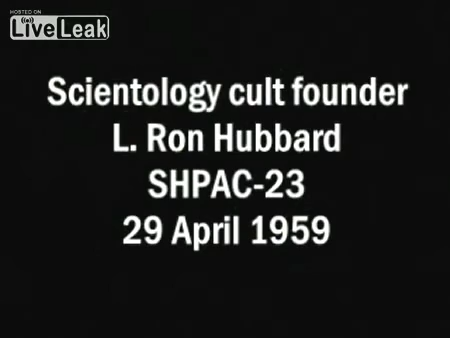 HOSTED ON
LiveLeak
Scientology cult founder
L. Ron Hubbard
SHPAC-23
29 April 1959